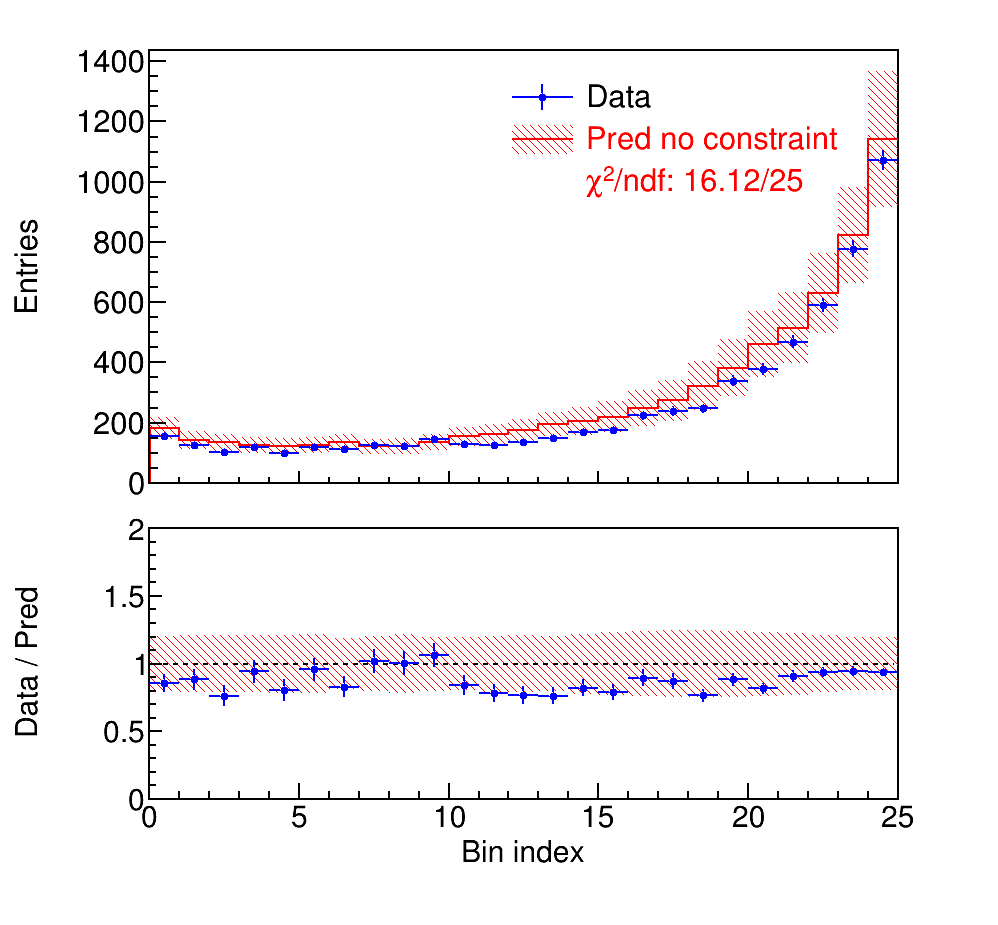 1400
1200
1000
800
600
400
200
0
Entries
Data
Pred no constraint
χ²/ndf: 16.12/25
2
1.5
1
0.5
0
Data / Pred
0 5 10 15 20 25
Bin index